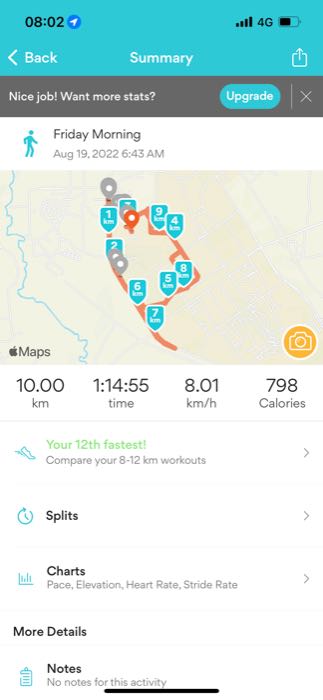 08:02
4G
Back
Summary
Nice job! Want more stats?
Upgrade
Friday Morning
Aug 19, 2022 6:43 AM
1 km
9 km
4 km
2
8 km
5 km
6 km
7 km
Maps
10.00
1:14:55
8.01
798
km
time
km/h
Calories
Your 12th fastest!
Compare your 8-12 km workouts
Splits
Charts
Pace, Elevation, Heart Rate, Stride Rate
More Details
Notes
No notes for this activity